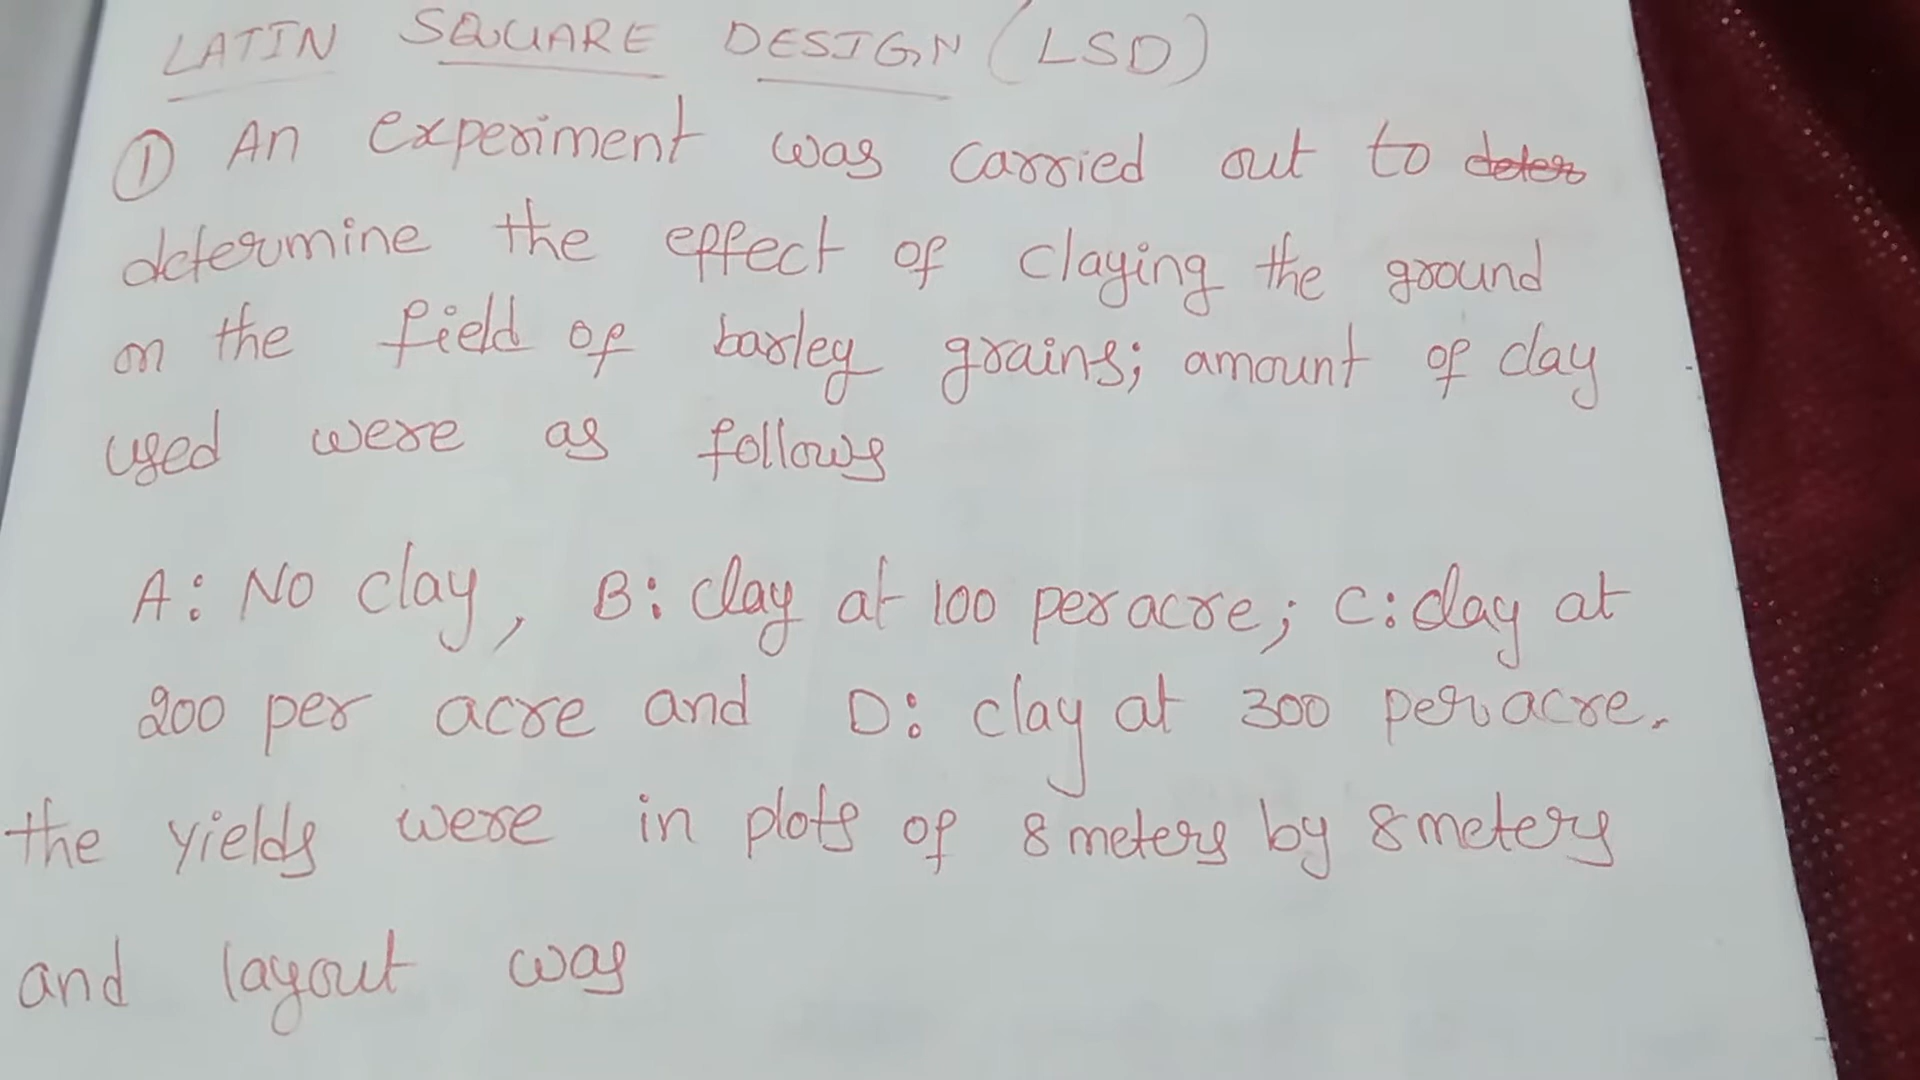 LATIN SQUARE DESIGN (LSD)
① An experiment was carried out to deter
determine the effect of claying the ground
on the field of barley grains; amount of clay
used were as follows
A: No clay, B: clay at 100 per acre; C: clay at
200 per acre and D: clay at 300 per acre.
the yields were in plots of 8 meters by 8 meters
and layout was